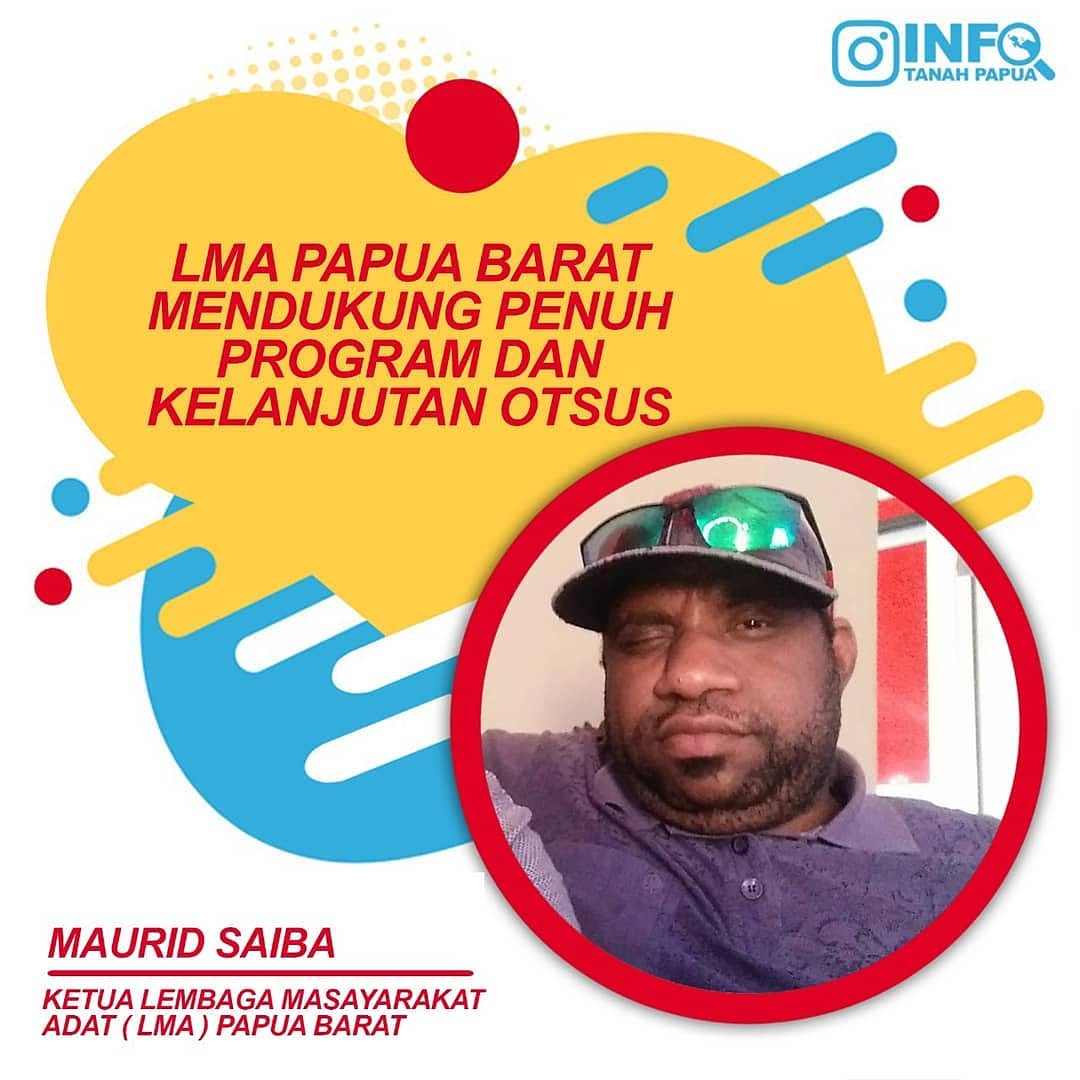 INFO
TANAH PAPUA
LMA PAPUA BARAT
MENDUKUNG PENUH
PROGRAM DAN
KELANJUTAN OTSUS
MAURID SAIBA
KETUA LEMBAGA MASAYARAKAT
ADAT ( LMA ) PAPUA BARAT